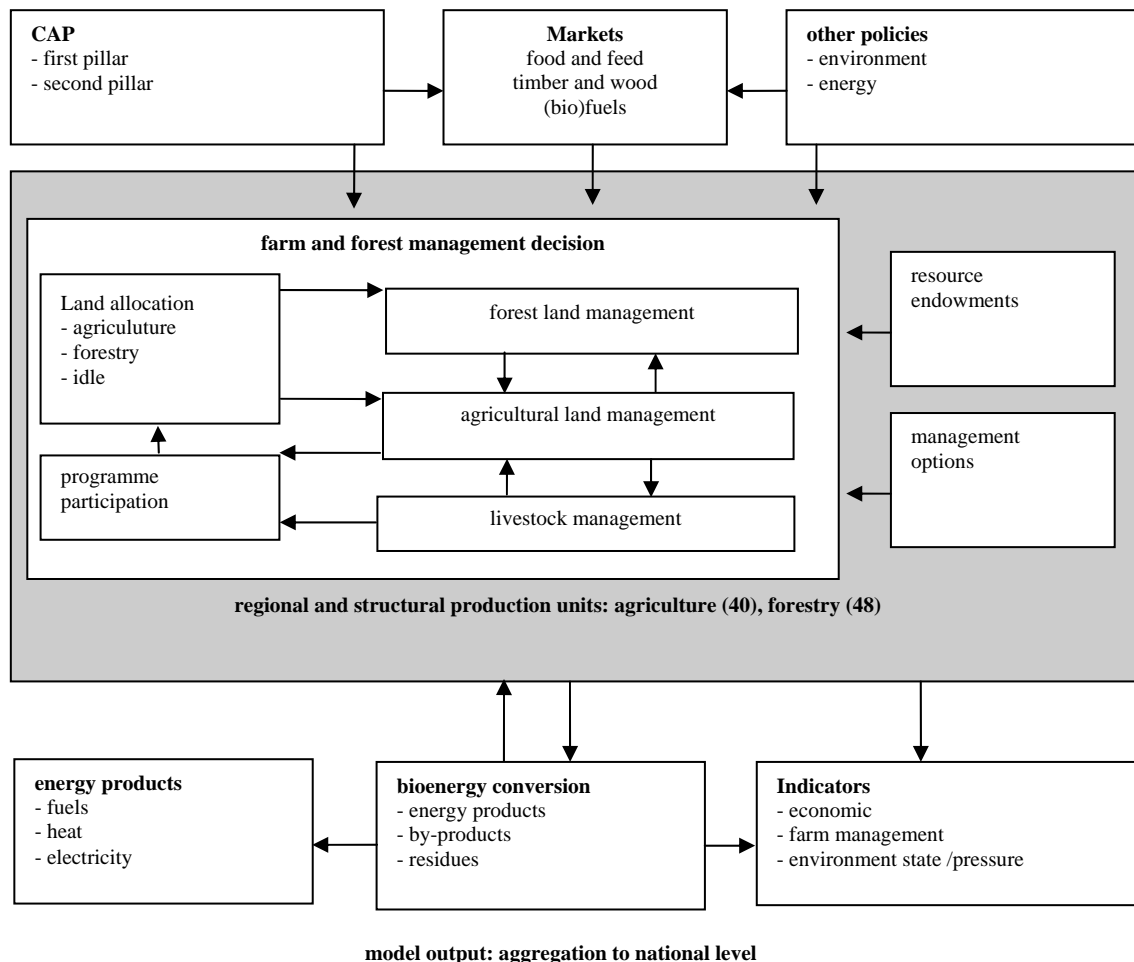 CAP
- first pillar
- second pillar
Markets
food and feed
timber and wood
(bio)fuels
other policies
- environment
- energy
farm and forest management decision
Land allocation
- agriculuture
- forestry
- idle
forest land management
agricultural land management
programme
participation
livestock management
resource
endowments
management
options
regional and structural production units: agriculture (40), forestry (48)
energy products
- fuels
- heat
- electricity
bioenergy conversion
- energy products
- by-products
- residues
Indicators
- economic
- farm management
- environment state /pressure
model output: aggregation to national level